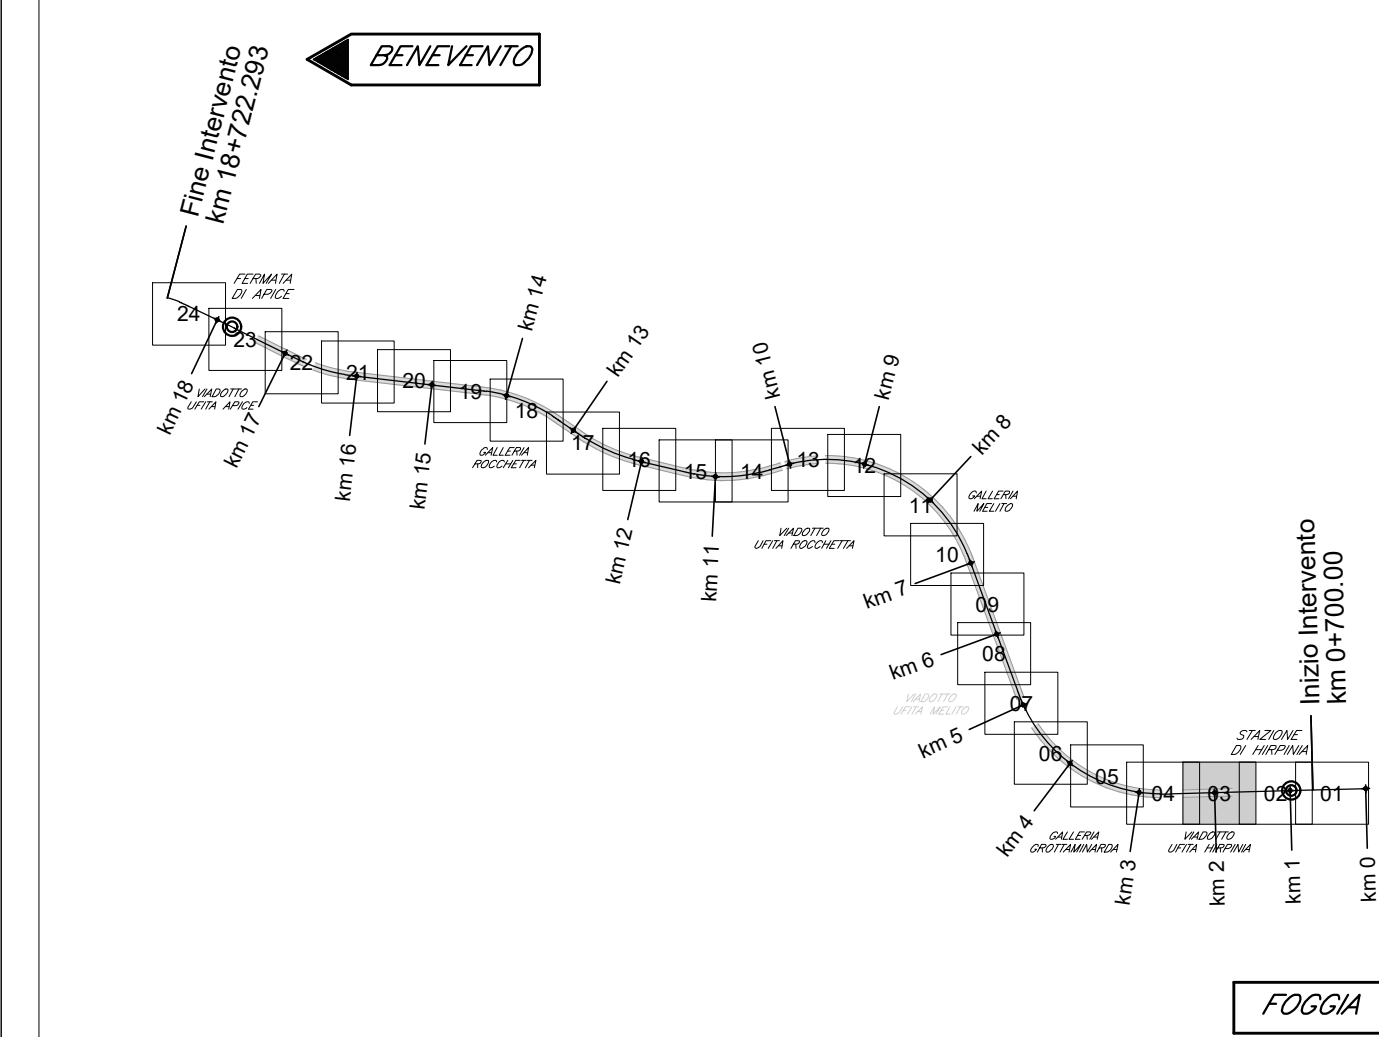 BENEVENTO
Fine Intervento
km 18+722.293
FERMATA
DI APICE
24
23
22
21
20
19
18
17
16
15
14
13
12
11
10
09
08
07
06
05
04
03
02
01
km 18
VIADOTTO
UFITA APICE
km 17
km 16
km 15
km 14
GALLERIA
ROCCHETTA
km 13
km 12
km 11
km 10
VIADOTTO
UFITA ROCCHETTA
km 9
km 8
GALLERIA
MELITO
km 7
km 6
VIADOTTO
UFITA MELITO
km 5
km 4
GALLERIA
GROTTAMINARDA
km 3
VIADOTTO
UFITA HIRPINIA
km 2
STAZIONE
DI HIRPINIA
km 1
Inizio Intervento
km 0+700.00
km 0
FOGGIA